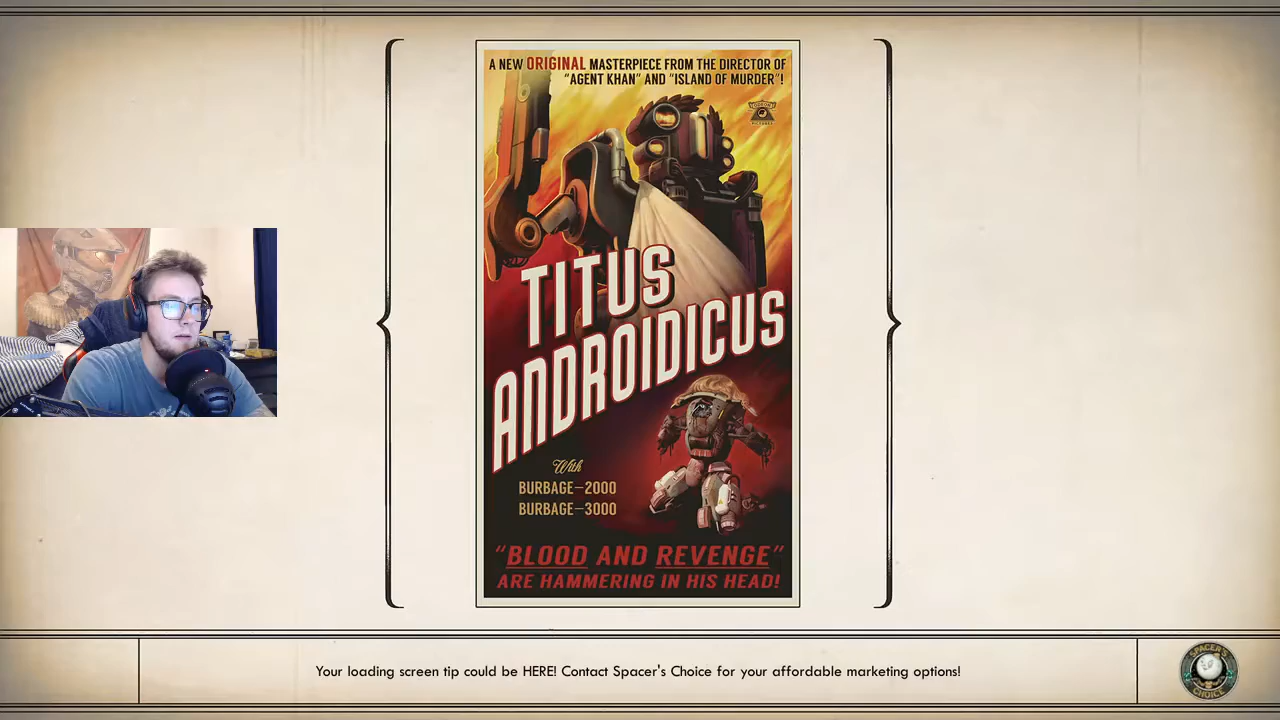 A NEW ORIGINAL MASTERPIECE FROM THE DIRECTOR OF
"AGENT KHAN" AND "ISLAND OF MURDER"!
TITUS
ANDROIDICUS
With
BURBAGE-2000
BURBAGE-3000
"BLOOD AND REVENGE"
ARE HAMMERING IN HIS HEAD!
Your loading screen tip could be HERE! Contact Spacer's Choice for your affordable marketing options!
SPACER'S
CHOICE